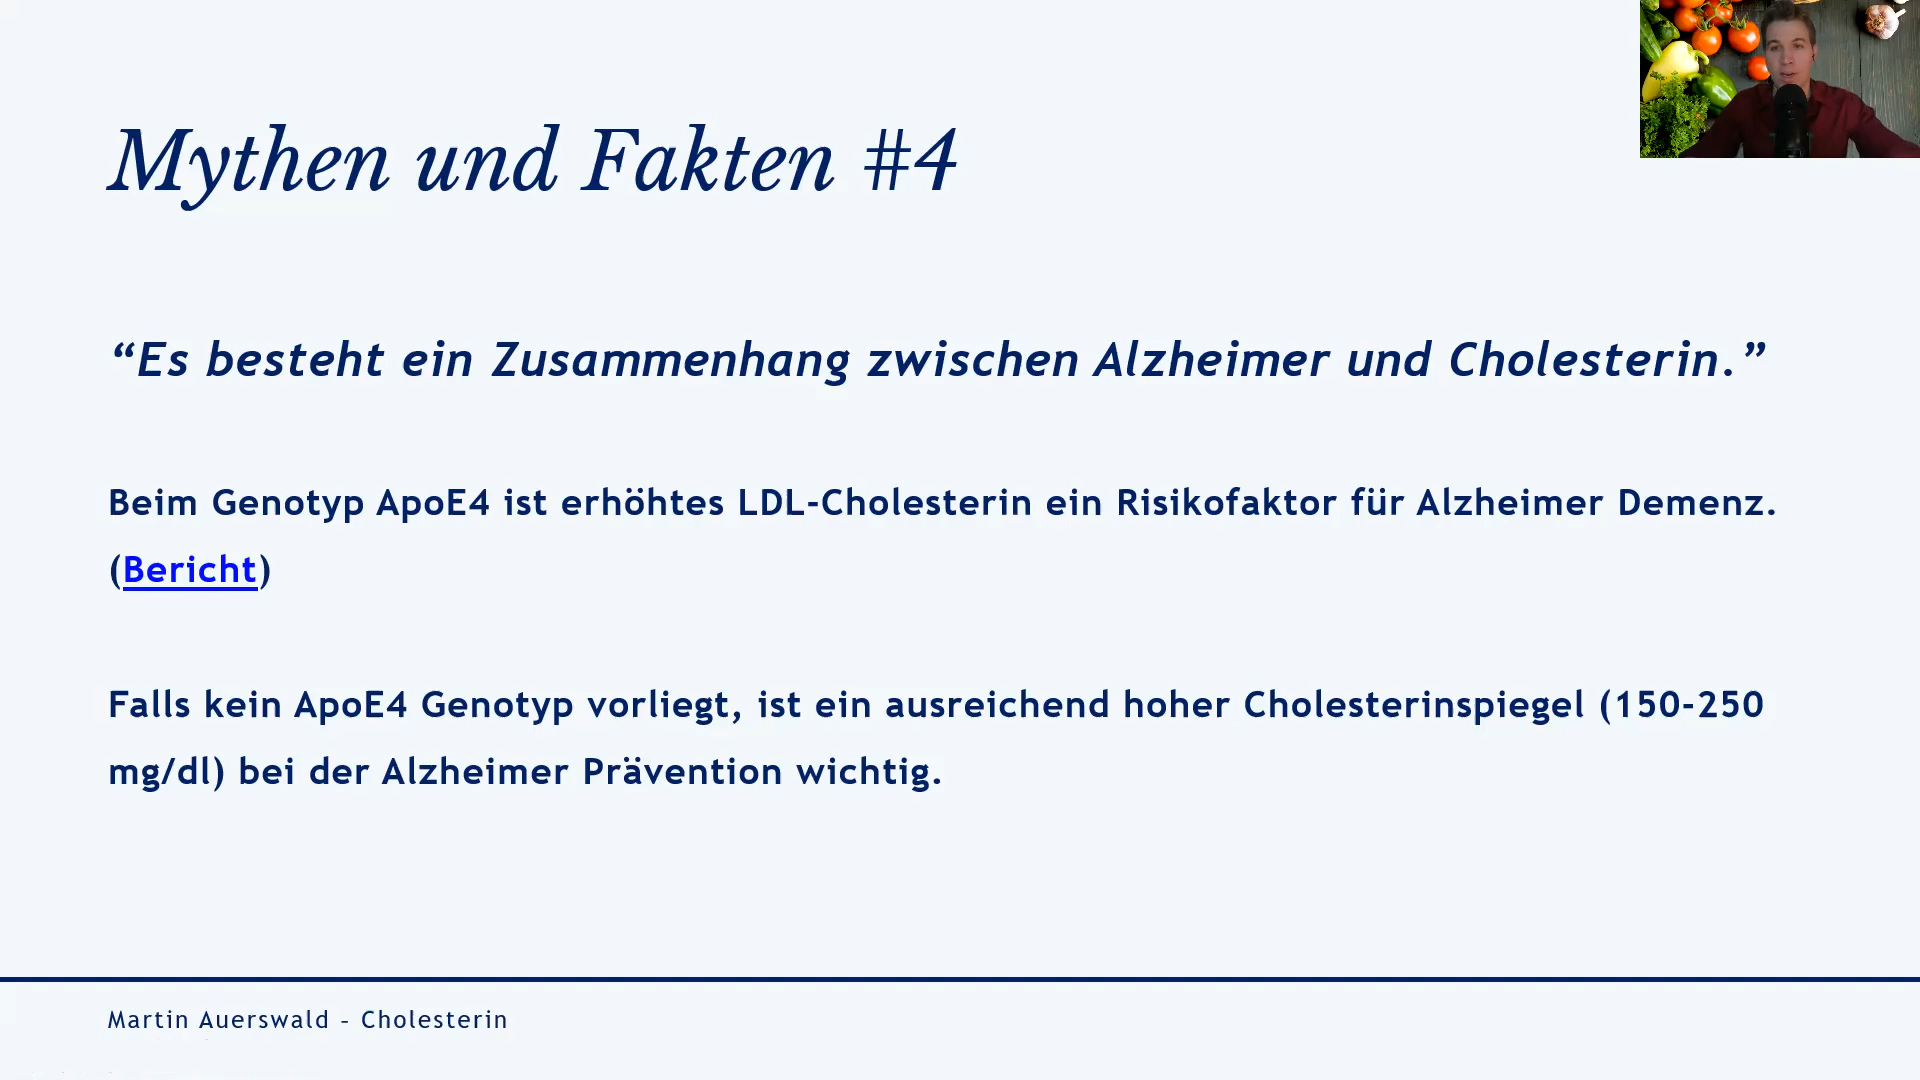 Mythen und Fakten #4
“Es besteht ein Zusammenhang zwischen Alzheimer und Cholesterin.”
Beim Genotyp ApoE4 ist erhöhtes LDL-Cholesterin ein Risikofaktor für Alzheimer Demenz.
(Bericht)
Falls kein ApoE4 Genotyp vorliegt, ist ein ausreichend hoher Cholesterinspiegel (150-250
mg/dl) bei der Alzheimer Prävention wichtig.
Martin Auerswald – Cholesterin